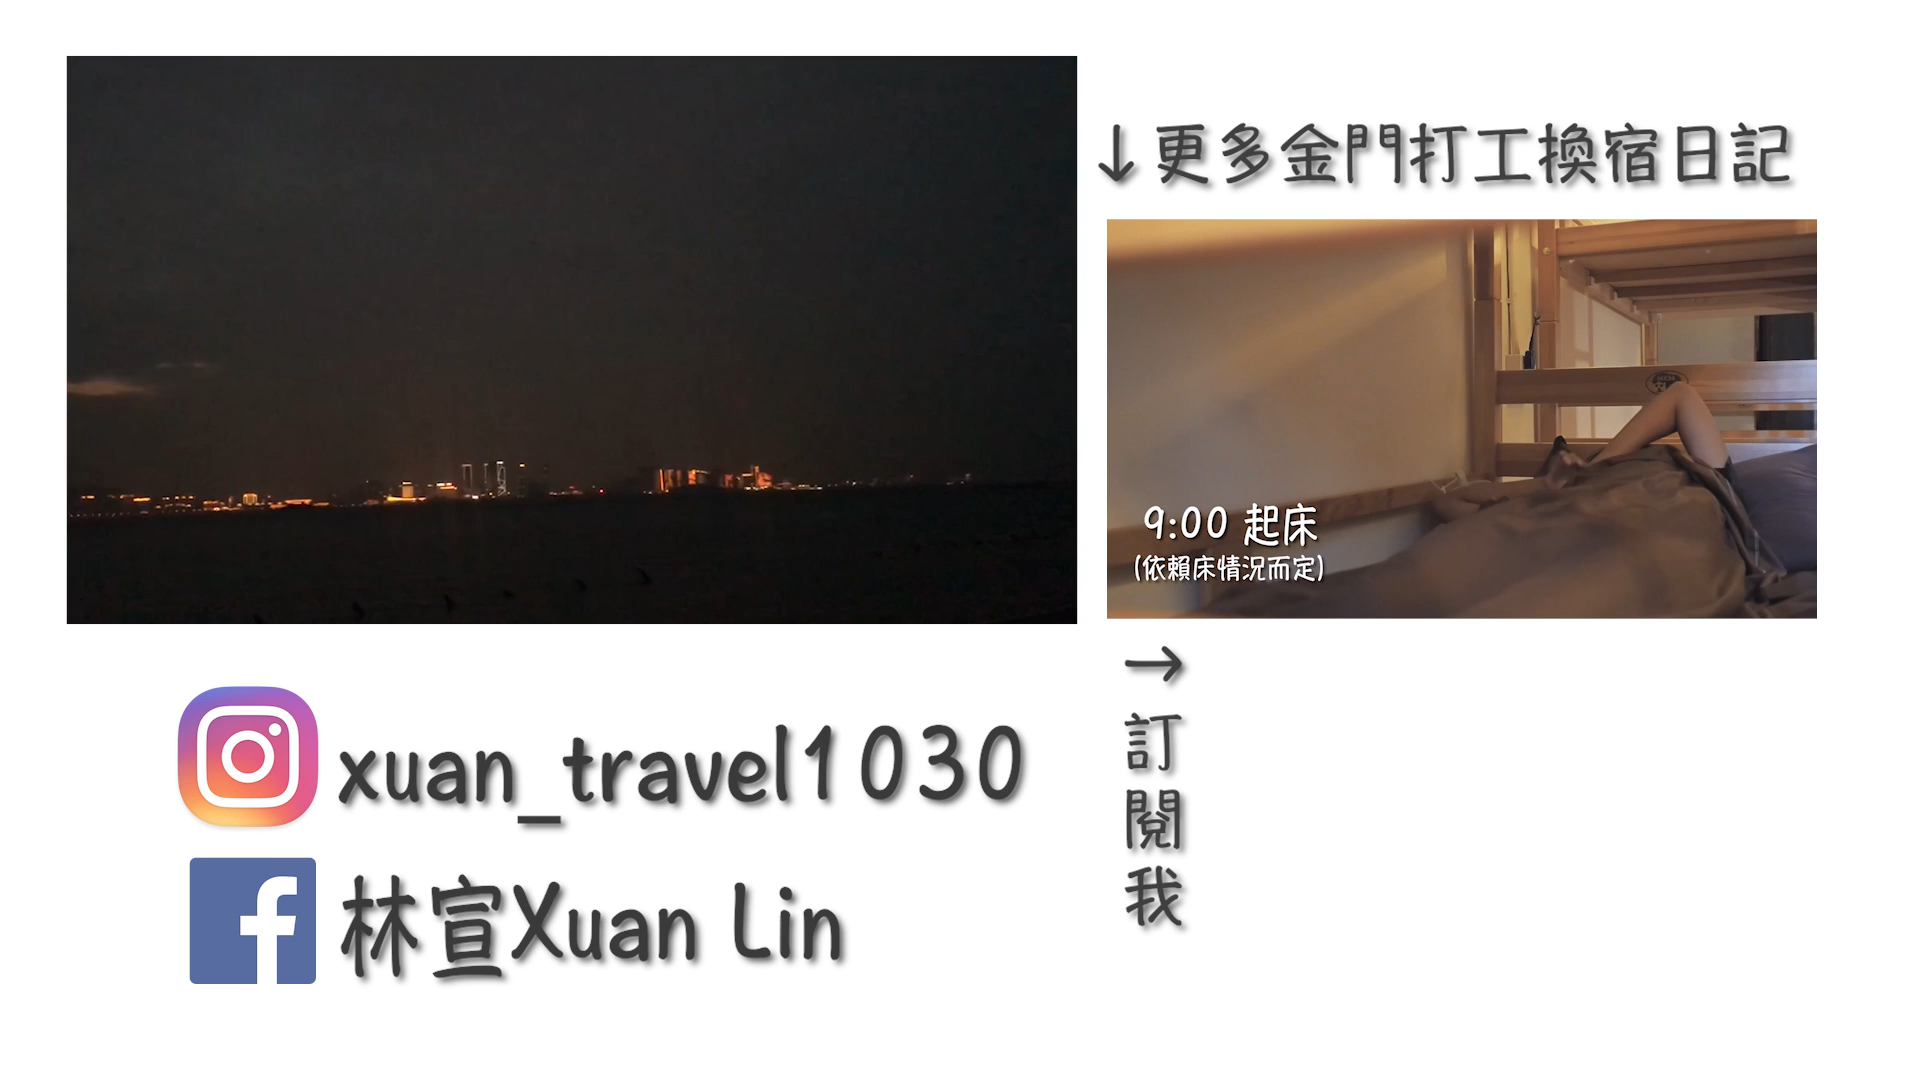 ↓更多金門打工換宿日記
9:00 起床
(依賴床情況而定)
xuan_travel1030
林宣Xuan Lin
→訂閱我